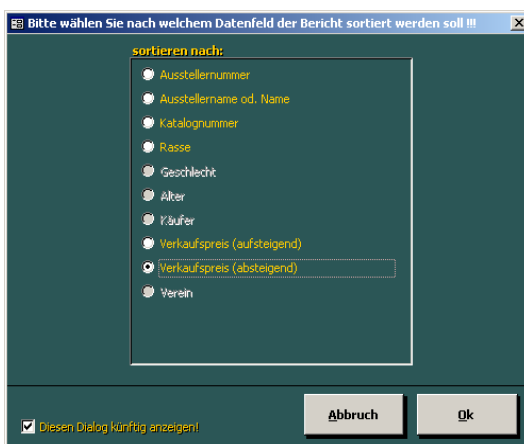 Bitte wählen Sie nach welchem Datenfeld der Bericht sortiert werden soll !!!
sortieren nach:
Ausstellernummer
Ausstellername od. Name
Katalognummer
Rasse
Geschlecht
Alter
Käufer
Verkaufspreis (aufsteigend)
Verkaufspreis (absteigend)
Verein
Diesen Dialog künftig anzeigen!
Abbruch
Ok